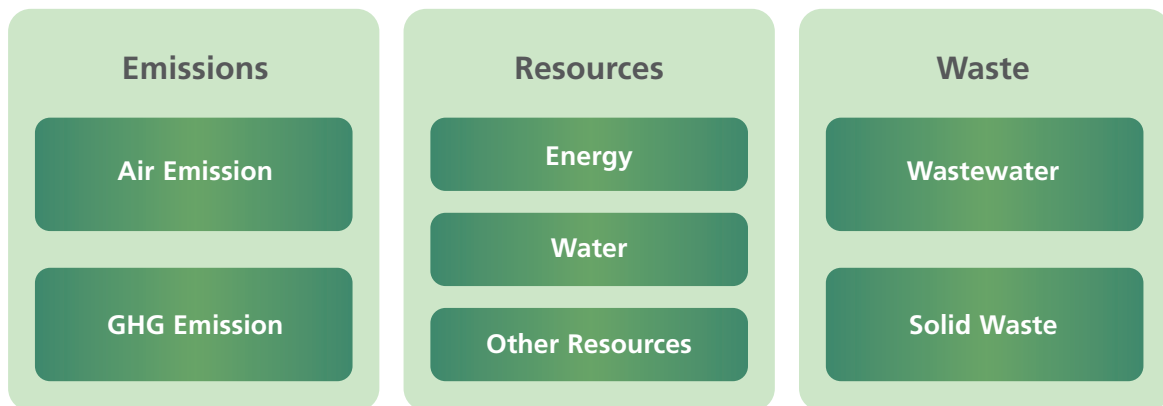 Emissions
Air Emission
GHG Emission
Resources
Energy
Water
Other Resources
Waste
Wastewater
Solid Waste